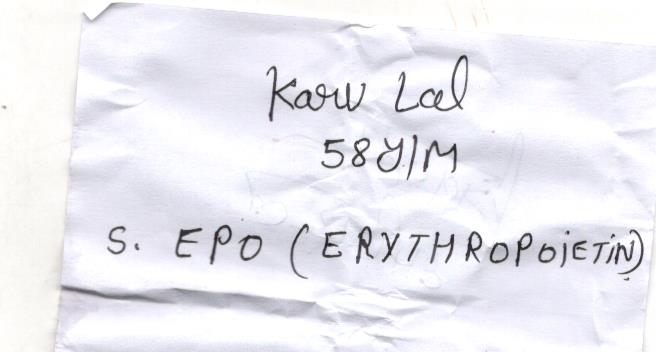 Karu Lal
58Y/M
S. EPO (ERYTHROPOiETiN)